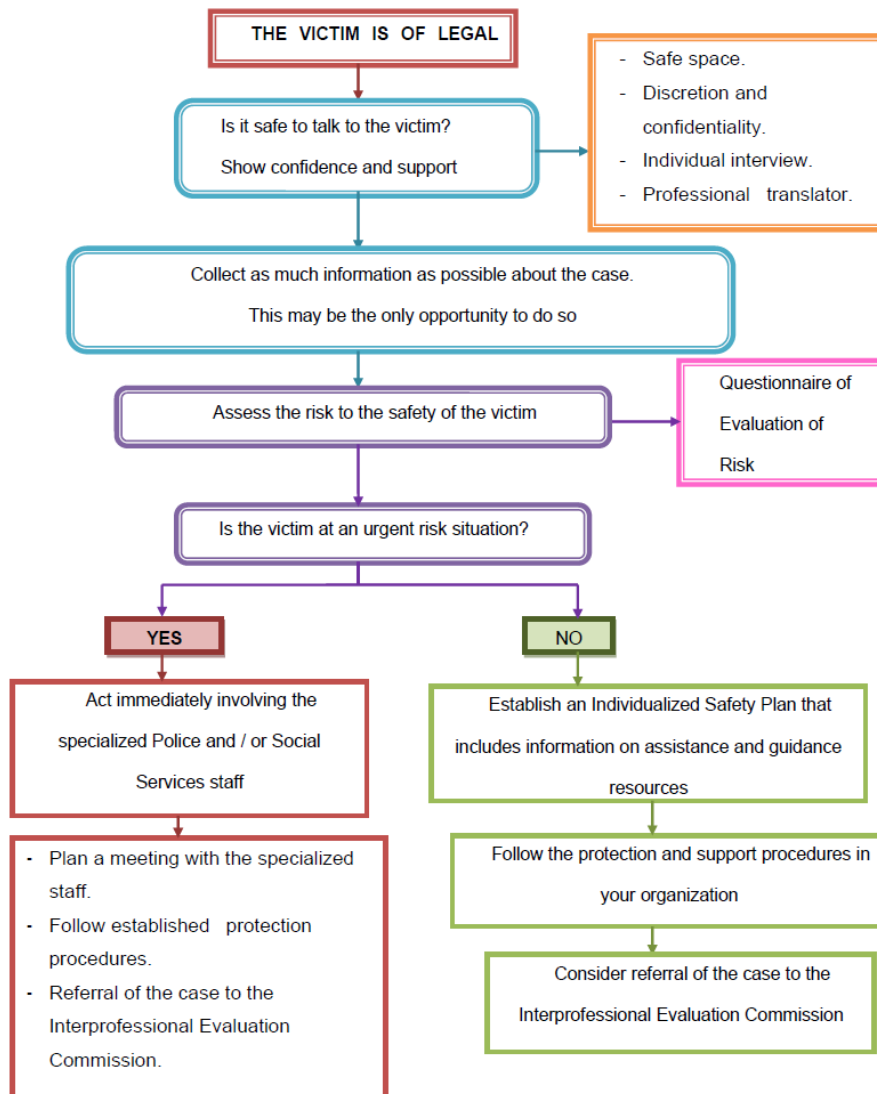 THE VICTIM IS OF LEGAL
Is it safe to talk to the victim?
Show confidence and support
- Safe space.
- Discretion and
confidentiality.
- Individual interview.
- Professional translator.
Collect as much information as possible about the case.
This may be the only opportunity to do so
Assess the risk to the safety of the victim
Questionnaire of
Evaluation of
Risk
Is the victim at an urgent risk situation?
YES
NO
Act immediately involving the
specialized Police and / or Social
Services staff
- Plan a meeting with the specialized
staff.
- Follow established protection
procedures.
- Referral of the case to the
Interprofessional Evaluation
Commission.
Establish an Individualized Safety Plan that
includes information on assistance and guidance
resources
Follow the protection and support procedures in
your organization
Consider referral of the case to the
Interprofessional Evaluation Commission